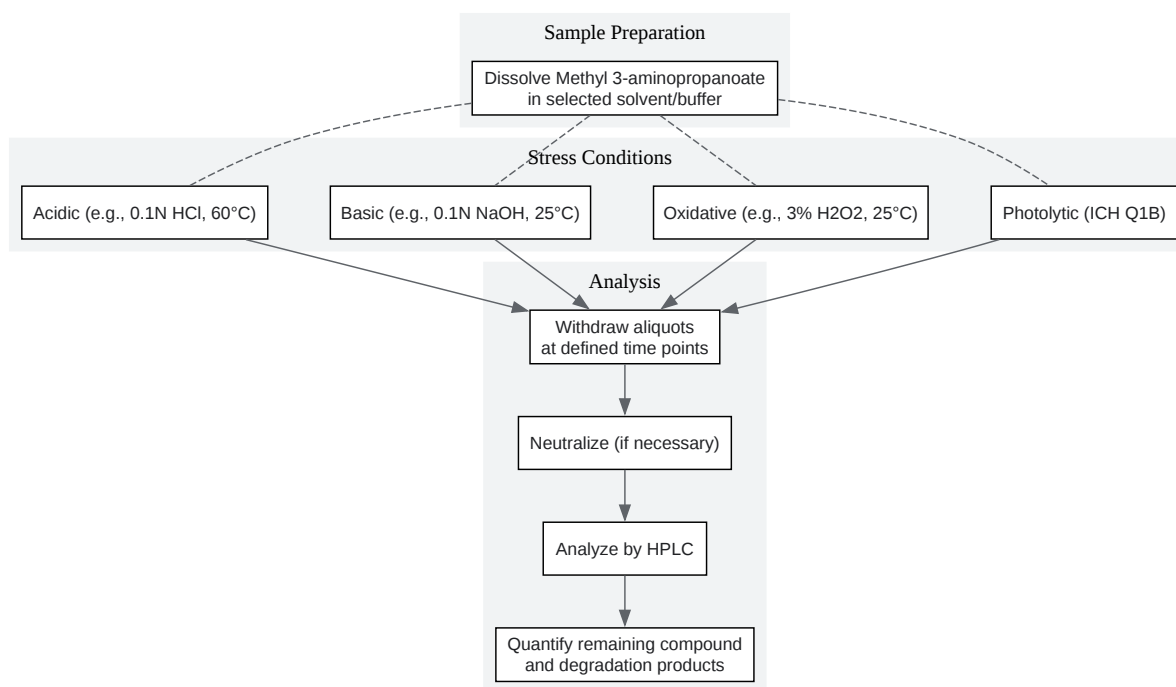 Sample Preparation
Dissolve Methyl 3-aminopropanoate
in selected solvent/buffer
Stress Conditions
Acidic (e.g., 0.1N HCl, 60°C)
Basic (e.g., 0.1N NaOH, 25°C)
Oxidative (e.g., 3% H2O2, 25°C)
Photolytic (ICH Q1B)
Analysis
Withdraw aliquots
at defined time points
Neutralize (if necessary)
Analyze by HPLC
Quantify remaining compound
and degradation products